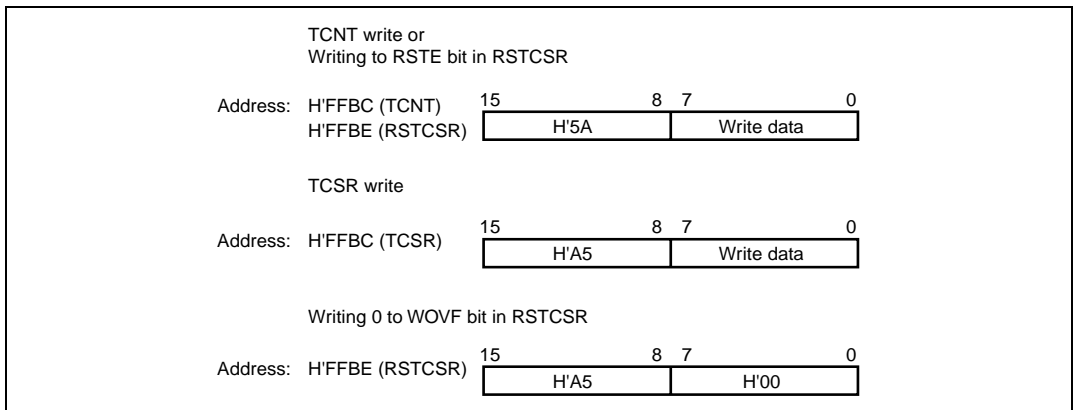 TCNT write or
Writing to RSTE bit in RSTCSR
15 8 7 0
Address: H'FFBC (TCNT)
H'FFBE (RSTCSR) H'5A Write data
TCSR write
15 8 7 0
Address: H'FFBC (TCSR) H'A5 Write data
Writing 0 to WOVF bit in RSTCSR
15 8 7 0
Address: H'FFBE (RSTCSR) H'A5 H'00